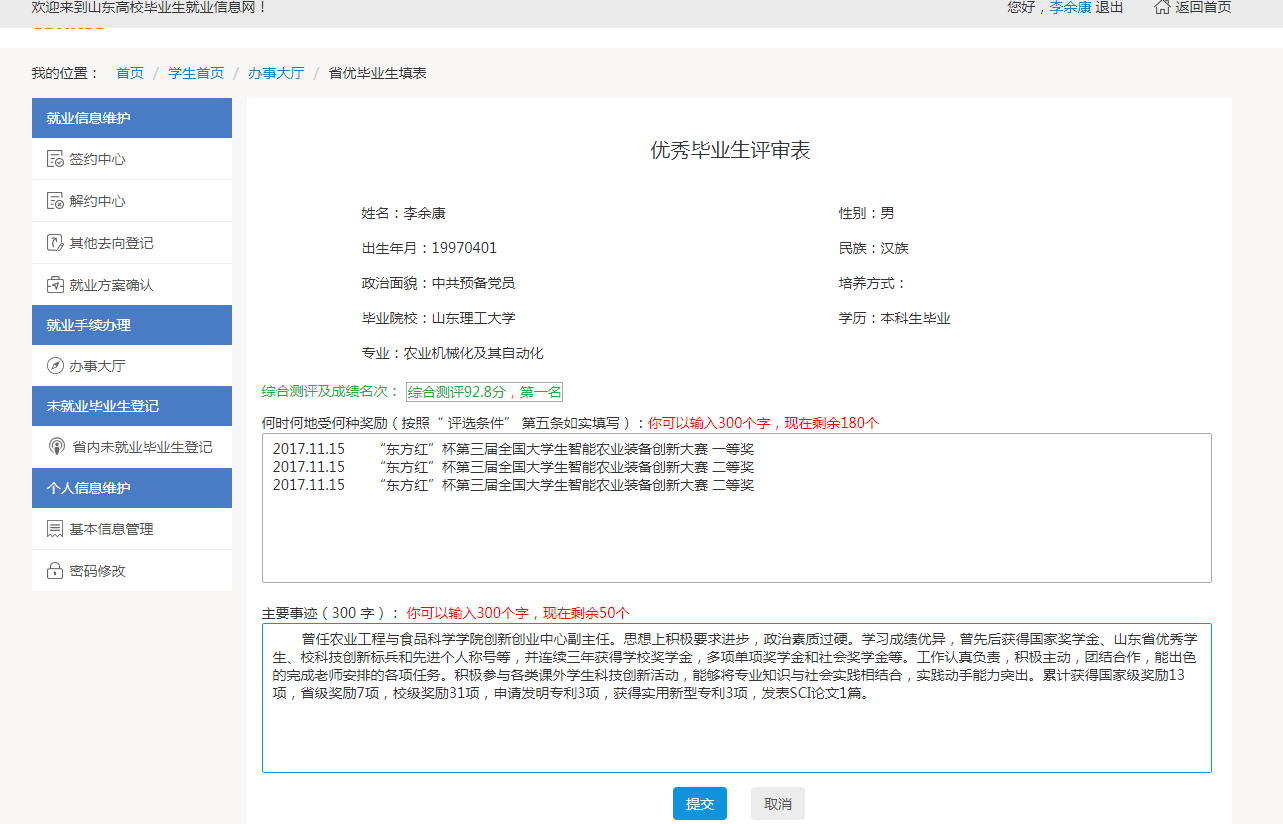 欢迎来到山东高校毕业生就业信息网！
您好，李余康 退出 返回首页
我的位置： 首页 / 学生首页 / 办事大厅 / 省优毕业生填表
就业信息维护
签约中心
解约中心
其他去向登记
就业方案确认
就业手续办理
办事大厅
未就业毕业生登记
省内未就业毕业生登记
个人信息维护
基本信息管理
密码修改
优秀毕业生评审表
姓名：李余康 性别：男
出生年月：19970401 民族：汉族
政治面貌：中共预备党员 培养方式：
毕业院校：山东理工大学 学历：本科生毕业
专业：农业机械化及其自动化
综合测评及成绩名次： 综合测评92.8分，第一名
何时何地受何种奖励（按照“ 评选条件” 第五条如实填写）：你可以输入300个字，现在剩余180个
2017.11.15 “东方红”杯第三届全国大学生智能农业装备创新大赛 一等奖
2017.11.15 “东方红”杯第三届全国大学生智能农业装备创新大赛 二等奖
2017.11.15 “东方红”杯第三届全国大学生智能农业装备创新大赛 二等奖
主要事迹（300 字）： 你可以输入300个字，现在剩余50个
曾任农业工程与食品科学学院创新创业中心副主任。思想上积极要求进步，政治素质过硬。学习成绩优异，曾先后获得国家奖学金、山东省优秀学
生、校科技创新标兵和先进个人称号等，并连续三年获得学校奖学金，多项单项奖学金和社会奖学金等。工作认真负责，积极主动，团结合作，能出色
的完成老师安排的各项任务。积极参与各类课外学生科技创新活动，能够将专业知识与社会实践相结合，实践动手能力突出。累计获得国家级奖励13
项，省级奖励7项，校级奖励31项，申请发明专利3项，获得实用新型专利3项，发表SCI论文1篇。
提交 取消